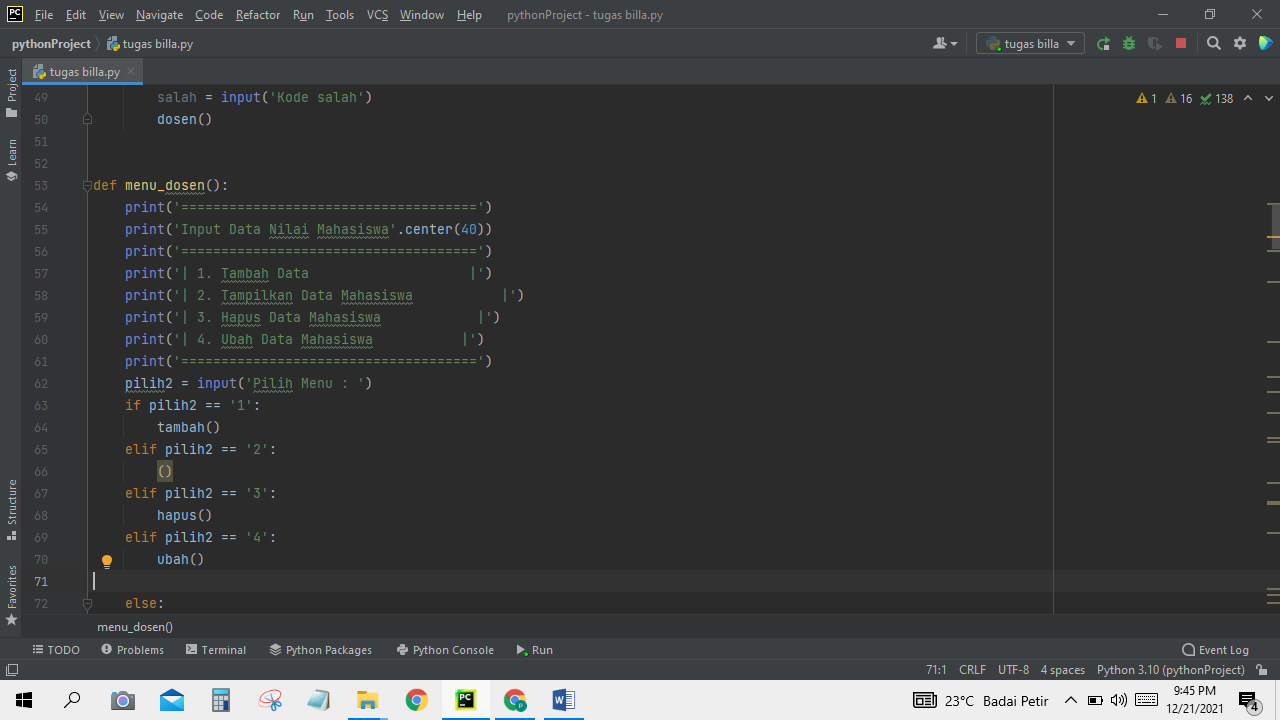 File Edit View Navigate Code Refactor Run Tools VCS Window Help pythonProject - tugas billa.py
pythonProject tugas billa.py tugas billa
tugas billa.py
Project
Learn
Structure
Favorites
1 16 138
49 salah = input('Kode salah')
50 dosen()
51
52
53 def menu_dosen():
54 print('=====================================')
55 print('Input Data Nilai Mahasiswa'.center(40))
56 print('=====================================')
57 print('| 1. Tambah Data                    |')
58 print('| 2. Tampilkan Data Mahasiswa           |')
59 print('| 3. Hapus Data Mahasiswa            |')
60 print('| 4. Ubah Data Mahasiswa           |')
61 print('=====================================')
62 pilih2 = input('Pilih Menu : ')
63 if pilih2 == '1':
64 tambah()
65 elif pilih2 == '2':
66 ()
67 elif pilih2 == '3':
68 hapus()
69 elif pilih2 == '4':
70 ubah()
71
72 else:
menu_dosen()
TODO Problems Terminal Python Packages Python Console Run Event Log
71:1 CRLF UTF-8 4 spaces Python 3.10 (pythonProject)
23°C Badai Petir 9:45 PM
12/21/2021 4